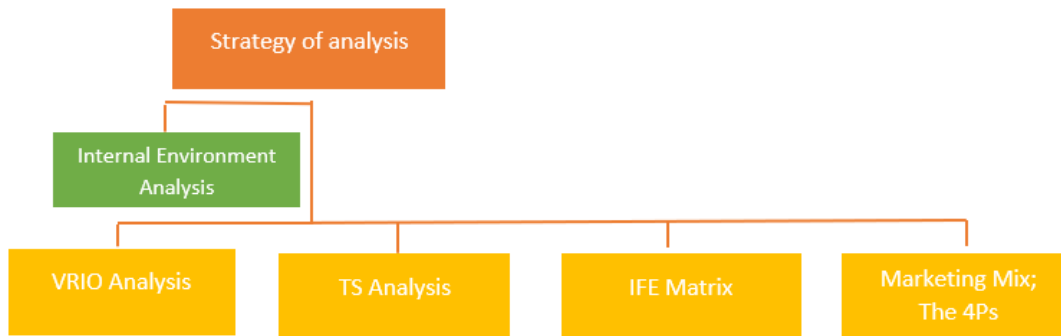 Strategy of analysis
Internal Environment
Analysis
VRIO Analysis
TS Analysis
IFE Matrix
Marketing Mix;
The 4Ps